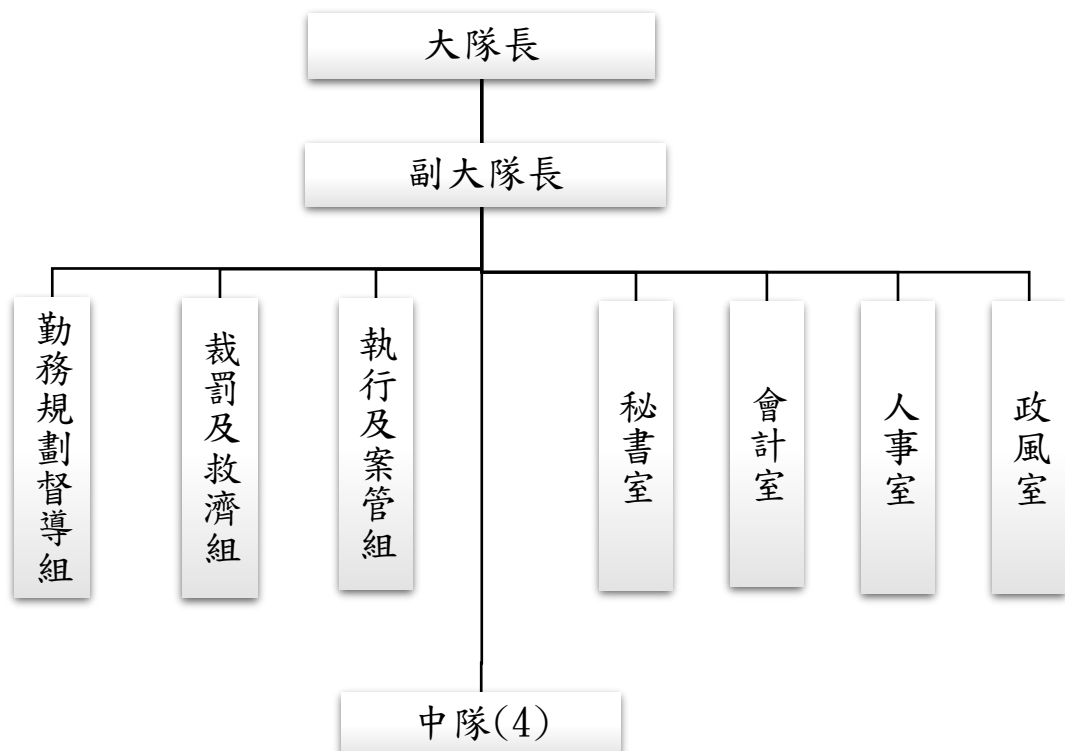 大隊長
副大隊長
勤務規劃督導組
裁罰及救濟組
執行及案管組
秘書室
會計室
人事室
政風室
中隊(4)